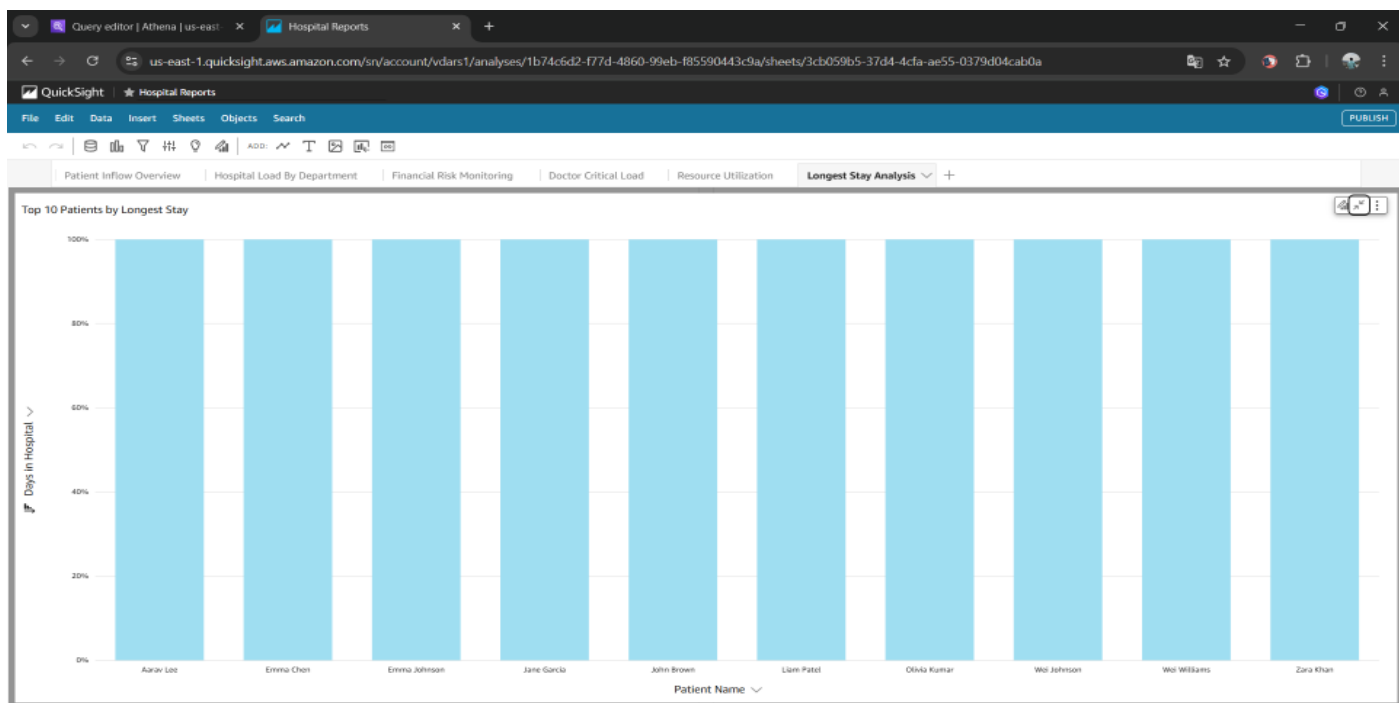 Query editor | Athena | us-east-
Hospital Reports
us-east-1.quicksight.aws.amazon.com/sn/account/vdars1/analyses/1b74c6d2-f77d-4860-99eb-f85590443c9a/sheets/3cb059b5-37d4-4cfa-ae55-0379d04cab0a
QuickSight Hospital Reports
File Edit Data Insert Sheets Objects Search PUBLISH
ADD: T
Patient Inflow Overview Hospital Load By Department Financial Risk Monitoring Doctor Critical Load Resource Utilization Longest Stay Analysis
Top 10 Patients by Longest Stay
100%
80%
60%
40%
20%
0%
Days in Hospital
Aarav Lee Emma Chen Emma Johnson Jane Garcia John Brown Liam Patel Olivia Kumar Wei Johnson Wei Williams Zara Khan
Patient Name